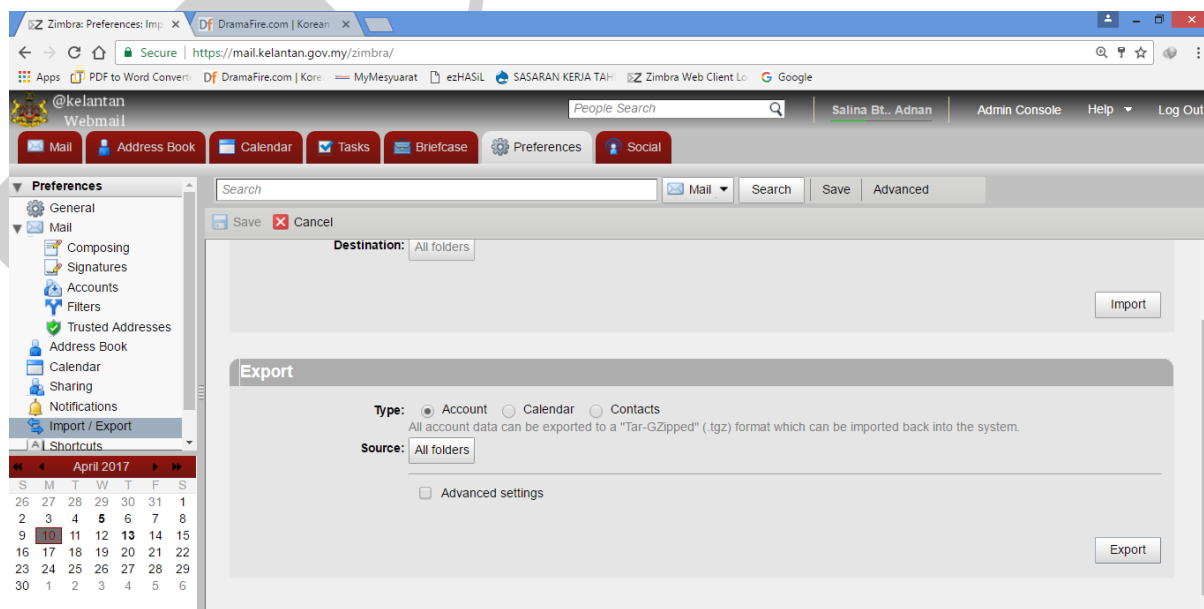 Zimbra: Preferences: Imp
DramaFire.com | Korean
Secure | https://mail.kelantan.gov.my/zimbra/
Apps PDF to Word Convert DramaFire.com | Kore MyMesyuarat ezHASiL SASARAN KERJA TAH Zimbra Web Client Lo Google
@kelantan
Webmail
People Search
Salina Bt.. Adnan
Admin Console
Help
Log Out
Mail Address Book Calendar Tasks Briefcase Preferences Social
Preferences
Search
Mail Search Save Advanced
General
Save Cancel
Mail
Composing
Signatures
Accounts
Filters
Trusted Addresses
Address Book
Calendar
Sharing
Notifications
Import / Export
Shortcuts
Destination: All folders
Import
Export
Type: Account Calendar Contacts
All account data can be exported to a "Tar-GZipped" (.tgz) format which can be imported back into the system.
Source: All folders
Advanced settings
Export
April 2017
S M T W T F S
26 27 28 29 30 31 1
2 3 4 5 6 7 8
9 10 11 12 13 14 15
16 17 18 19 20 21 22
23 24 25 26 27 28 29
30 1 2 3 4 5 6